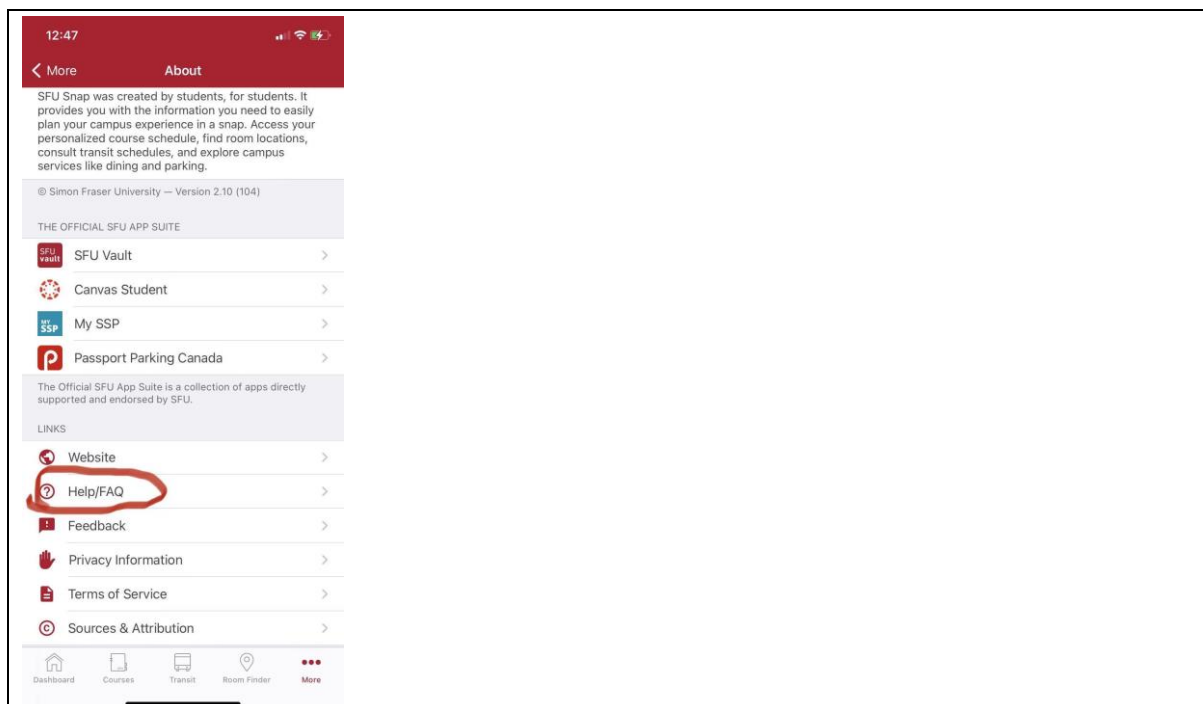 12:47
More
About
SFU Snap was created by students, for students. It
provides you with the information you need to easily
plan your campus experience in a snap. Access your
personalized course schedule, find room locations,
consult transit schedules, and explore campus
services like dining and parking.
© Simon Fraser University — Version 2.10 (104)
THE OFFICIAL SFU APP SUITE
SFU vault
SFU Vault
Canvas Student
MY SSP
My SSP
Passport Parking Canada
The Official SFU App Suite is a collection of apps directly
supported and endorsed by SFU.
LINKS
Website
Help/FAQ
Feedback
Privacy Information
Terms of Service
Sources & Attribution
Dashboard Courses Transit Room Finder More